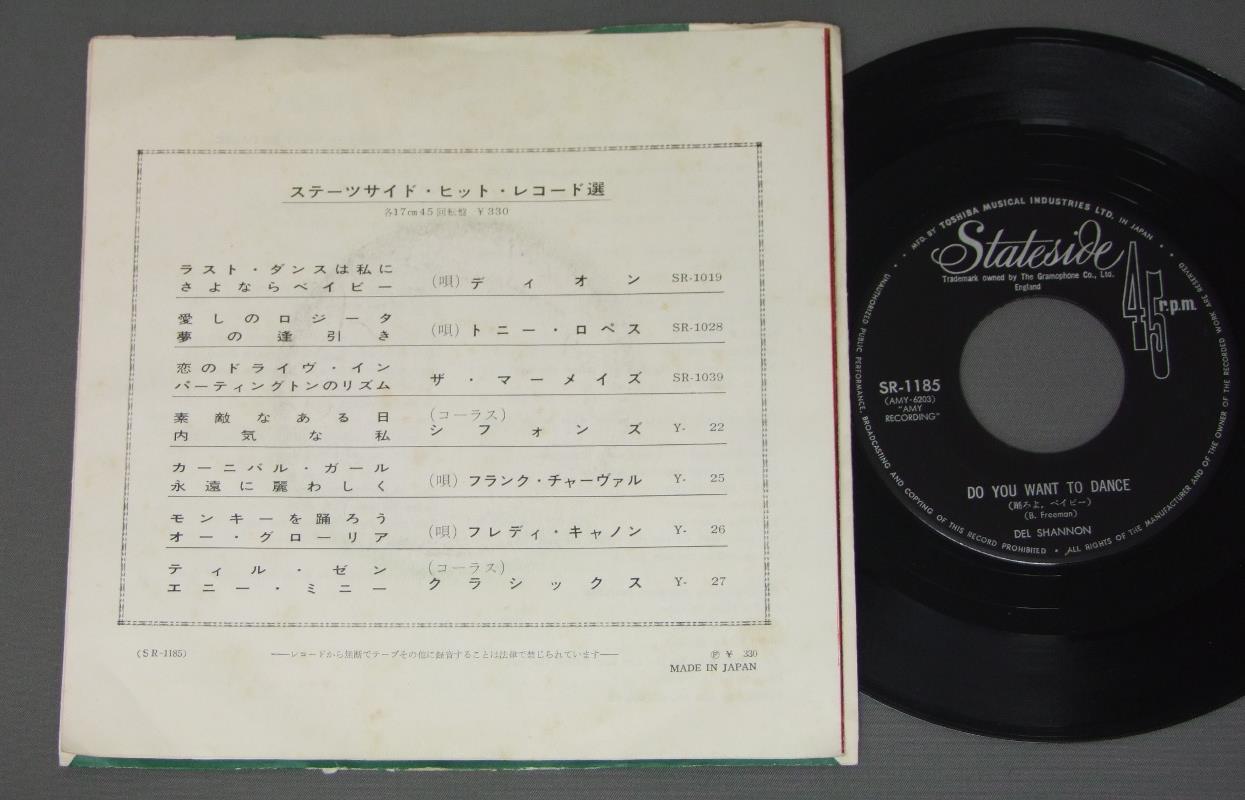 ステーツサイド・ヒット・レコード選
各17cm45回転盤 ¥330
ラスト・ダンスは私に
さよならベイビー (唄) ディオン SR-1019
愛しのロジータ
夢の逢引き (唄) トニー・ロペス SR-1028
恋のドライヴ・イン
パーティングトンのリズム ザ・マーメイズ SR-1039
素敵なある日 (コーラス)
内気な私 シフォンズ Y- 22
カーニバル・ガール
永遠に麗わしく (唄) フランク・チャーヴァル Y- 25
モンキーを踊ろう
オー・グローリア (唄) フレディ・キャノン Y- 26
ティル・ゼン (コーラス)
エニー・ミニー クラシックス Y- 27
(SR-1185) ──レコードから無断でテープその他に録音することは法律で禁じられています── Ⓟ ¥ 330
MADE IN JAPAN
• MFD. BY TOSHIBA MUSICAL INDUSTRIES LTD. IN JAPAN •
Stateside
Trademark owned by The Gramophone Co., Ltd.
England
45 r.p.m.
SR-1185
(AMY-6203)
"AMY
RECORDING"
DO YOU WANT TO DANCE
(踊ろよ、ベイビー)
(B. Freeman)
DEL SHANNON
UNAUTHORIZED PUBLIC PERFORMANCE, BROADCASTING AND COPYING OF THIS RECORD PROHIBITED • ALL RIGHTS OF THE MANUFACTURER AND OF THE OWNER OF THE RECORDED WORK ARE RESERVED